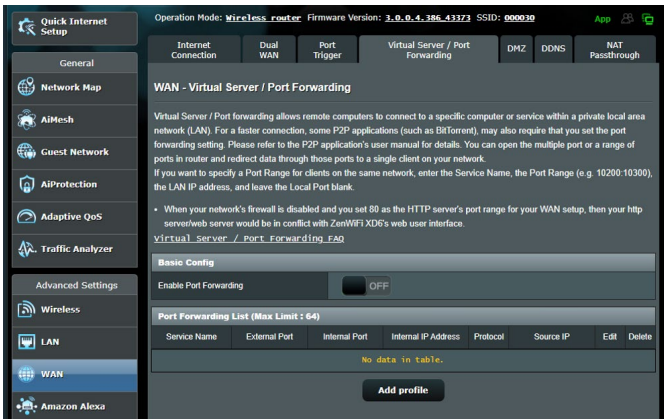 Quick Internet
Setup
General
Network Map
AiMesh
Guest Network
AiProtection
Adaptive QoS
Traffic Analyzer
Advanced Settings
Wireless
LAN
WAN
Amazon Alexa
Operation Mode: Wireless router Firmware Version: 3.0.0.4.386_43373 SSID: 000030
App
Internet
Connection
Dual
WAN
Port
Trigger
Virtual Server / Port
Forwarding
DMZ
DDNS
NAT
Passthrough
WAN - Virtual Server / Port Forwarding
Virtual Server / Port forwarding allows remote computers to connect to a specific computer or service within a private local area
network (LAN). For a faster connection, some P2P applications (such as BitTorrent), may also require that you set the port
forwarding setting. Please refer to the P2P application's user manual for details. You can open the multiple port or a range of
ports in router and redirect data through those ports to a single client on your network.
If you want to specify a Port Range for clients on the same network, enter the Service Name, the Port Range (e.g. 10200:10300),
the LAN IP address, and leave the Local Port blank.
• When your network's firewall is disabled and you set 80 as the HTTP server's port range for your WAN setup, then your http
server/web server would be in conflict with ZenWiFi XD6's web user interface.
Virtual Server / Port Forwarding FAQ
Basic Config
Enable Port Forwarding
OFF
Port Forwarding List (Max Limit : 64)
Service Name External Port Internal Port Internal IP Address Protocol Source IP Edit Delete
No data in table.
Add profile